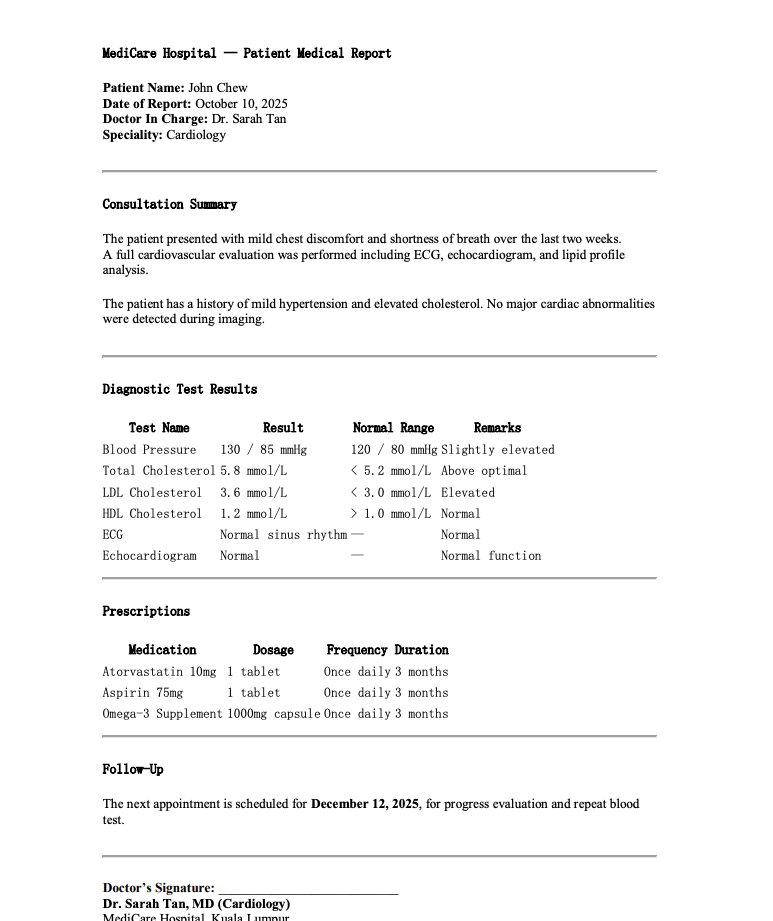 MediCare Hospital — Patient Medical Report
Patient Name: John Chew
Date of Report: October 10, 2025
Doctor In Charge: Dr. Sarah Tan
Speciality: Cardiology
Consultation Summary
The patient presented with mild chest discomfort and shortness of breath over the last two weeks.
A full cardiovascular evaluation was performed including ECG, echocardiogram, and lipid profile
analysis.
The patient has a history of mild hypertension and elevated cholesterol. No major cardiac abnormalities
were detected during imaging.
Diagnostic Test Results
Test Name Result Normal Range Remarks
Blood Pressure 130 / 85 mmHg 120 / 80 mmHg Slightly elevated
Total Cholesterol 5.8 mmol/L < 5.2 mmol/L Above optimal
LDL Cholesterol 3.6 mmol/L < 3.0 mmol/L Elevated
HDL Cholesterol 1.2 mmol/L > 1.0 mmol/L Normal
ECG Normal sinus rhythm — Normal
Echocardiogram Normal — Normal function
Prescriptions
Medication Dosage Frequency Duration
Atorvastatin 10mg 1 tablet Once daily 3 months
Aspirin 75mg 1 tablet Once daily 3 months
Omega-3 Supplement 1000mg capsule Once daily 3 months
Follow-Up
The next appointment is scheduled for December 12, 2025, for progress evaluation and repeat blood
test.
Doctor’s Signature: ___________________________
Dr. Sarah Tan, MD (Cardiology)
MediCare Hospital, Kuala Lumpur